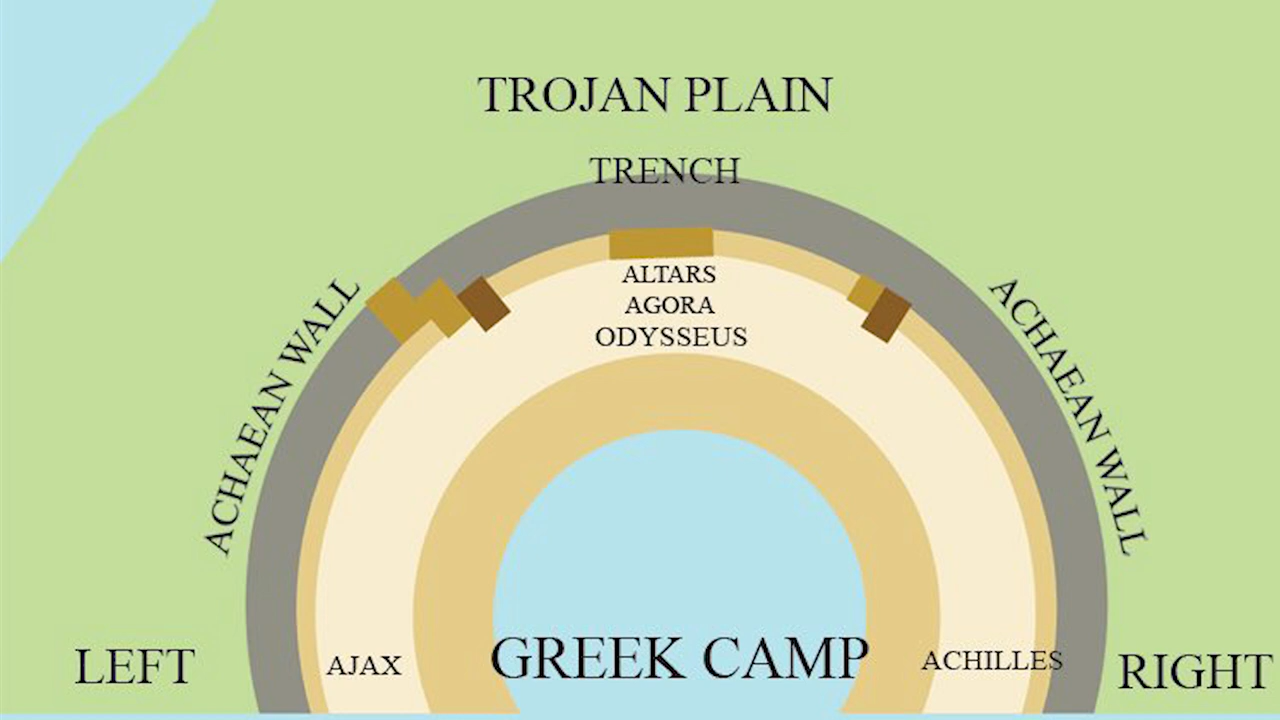 TROJAN PLAIN
TRENCH
ALTARS
AGORA
ODYSSEUS
ACHAEAN WALL
ACHAEAN WALL
LEFT
AJAX
GREEK CAMP
ACHILLES
RIGHT